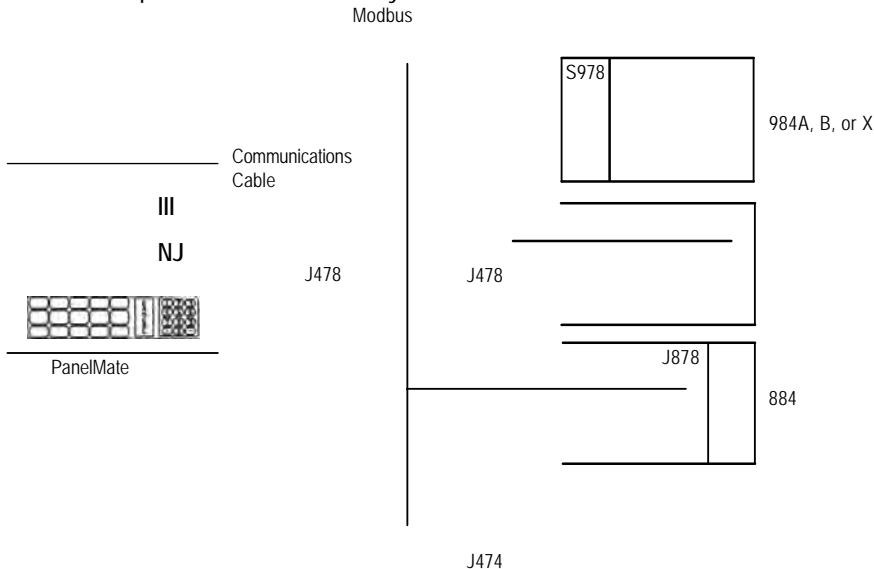 Modbus
S978
984A, B, or X
Communications
Cable
III
NJ
J478
J478
PanelMate
J878
884
J474